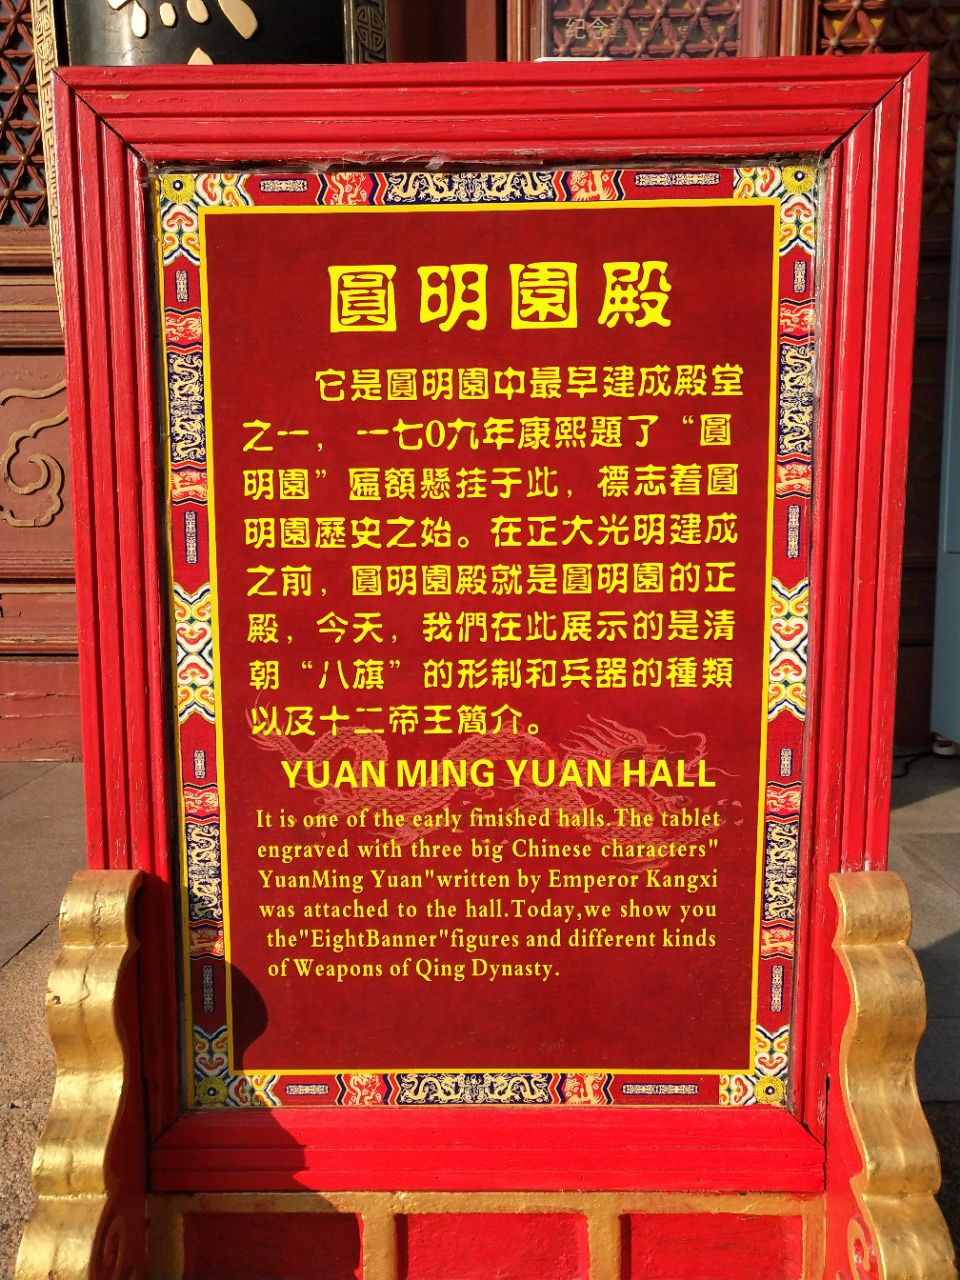 纪念
圓明園殿
它是圓明園中最早建成殿堂
之一，一七0九年康熙題了“圓
明園”匾額懸挂于此，標志着圓
明園歷史之始。在正大光明建成
之前，圓明園殿就是圓明園的正
殿，今天，我們在此展示的是清
朝“八旗”的形制和兵器的種類
以及十二帝王簡介。
YUAN MING YUAN HALL
It is one of the early finished halls.The tablet
engraved with three big Chinese characters"
YuanMing Yuan"written by Emperor Kangxi
was attached to the hall.Today,we show you
the"EightBanner"figures and different kinds
of Weapons of Qing Dynasty.